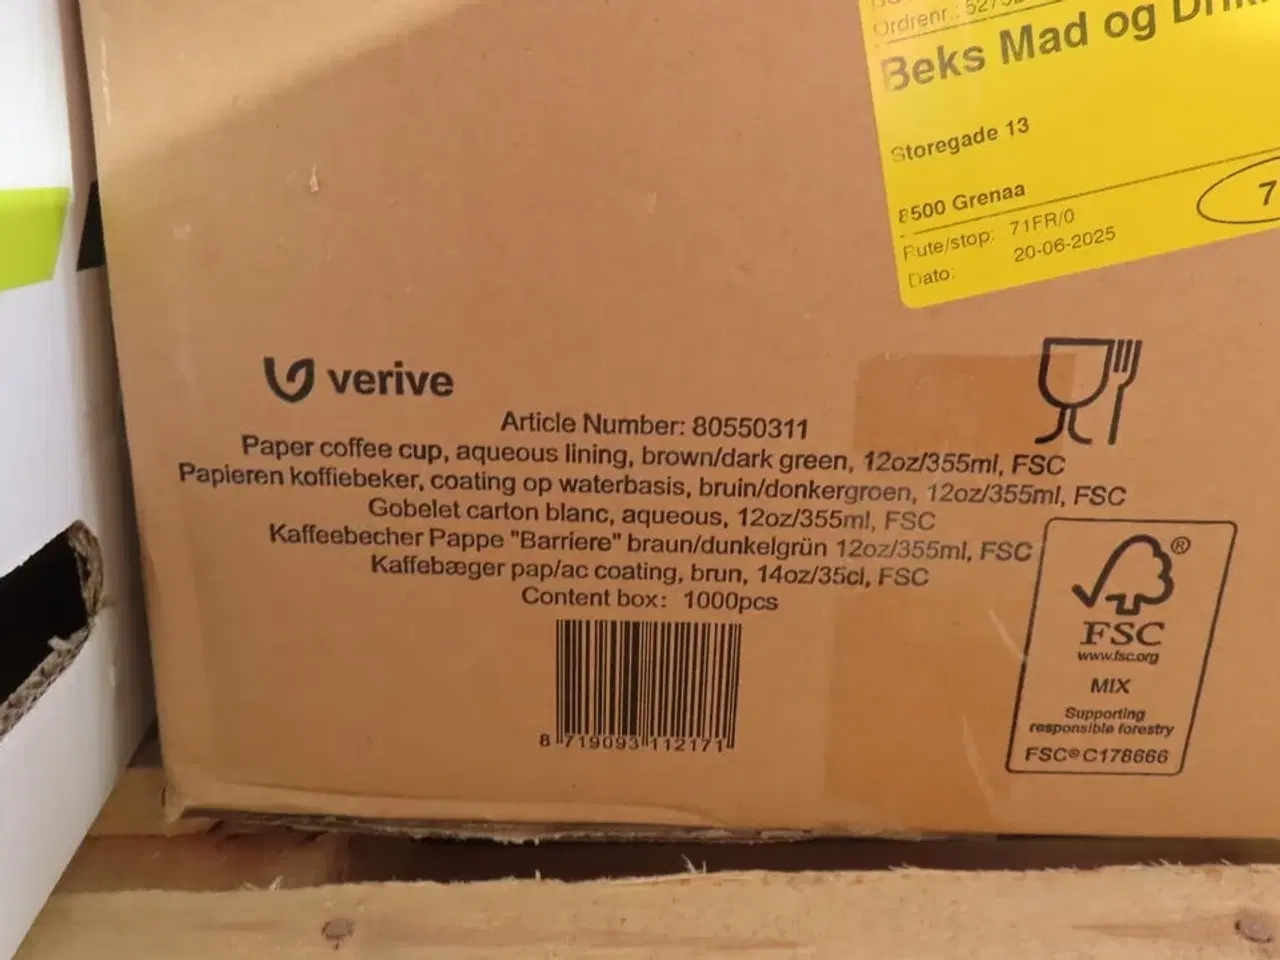 Ordrenr.:
Beks Mad og
Storegade 13
8500 Grenaa
Rute/stop: 71FR/0
Dato: 20-06-2025
7
verive
Article Number: 80550311
Paper coffee cup, aqueous lining, brown/dark green, 12oz/355ml, FSC
Papieren koffiebeker, coating op waterbasis, bruin/donkergroen, 12oz/355ml, FSC
Gobelet carton blanc, aqueous, 12oz/355ml, FSC
Kaffeebecher Pappe "Barriere" braun/dunkelgrün 12oz/355ml, FSC
Kaffebæger pap/ac coating, brun, 14oz/35cl, FSC
Content box: 1000pcs
8 719093 112171
®
FSC
www.fsc.org
MIX
Supporting
responsible forestry
FSC® C178666